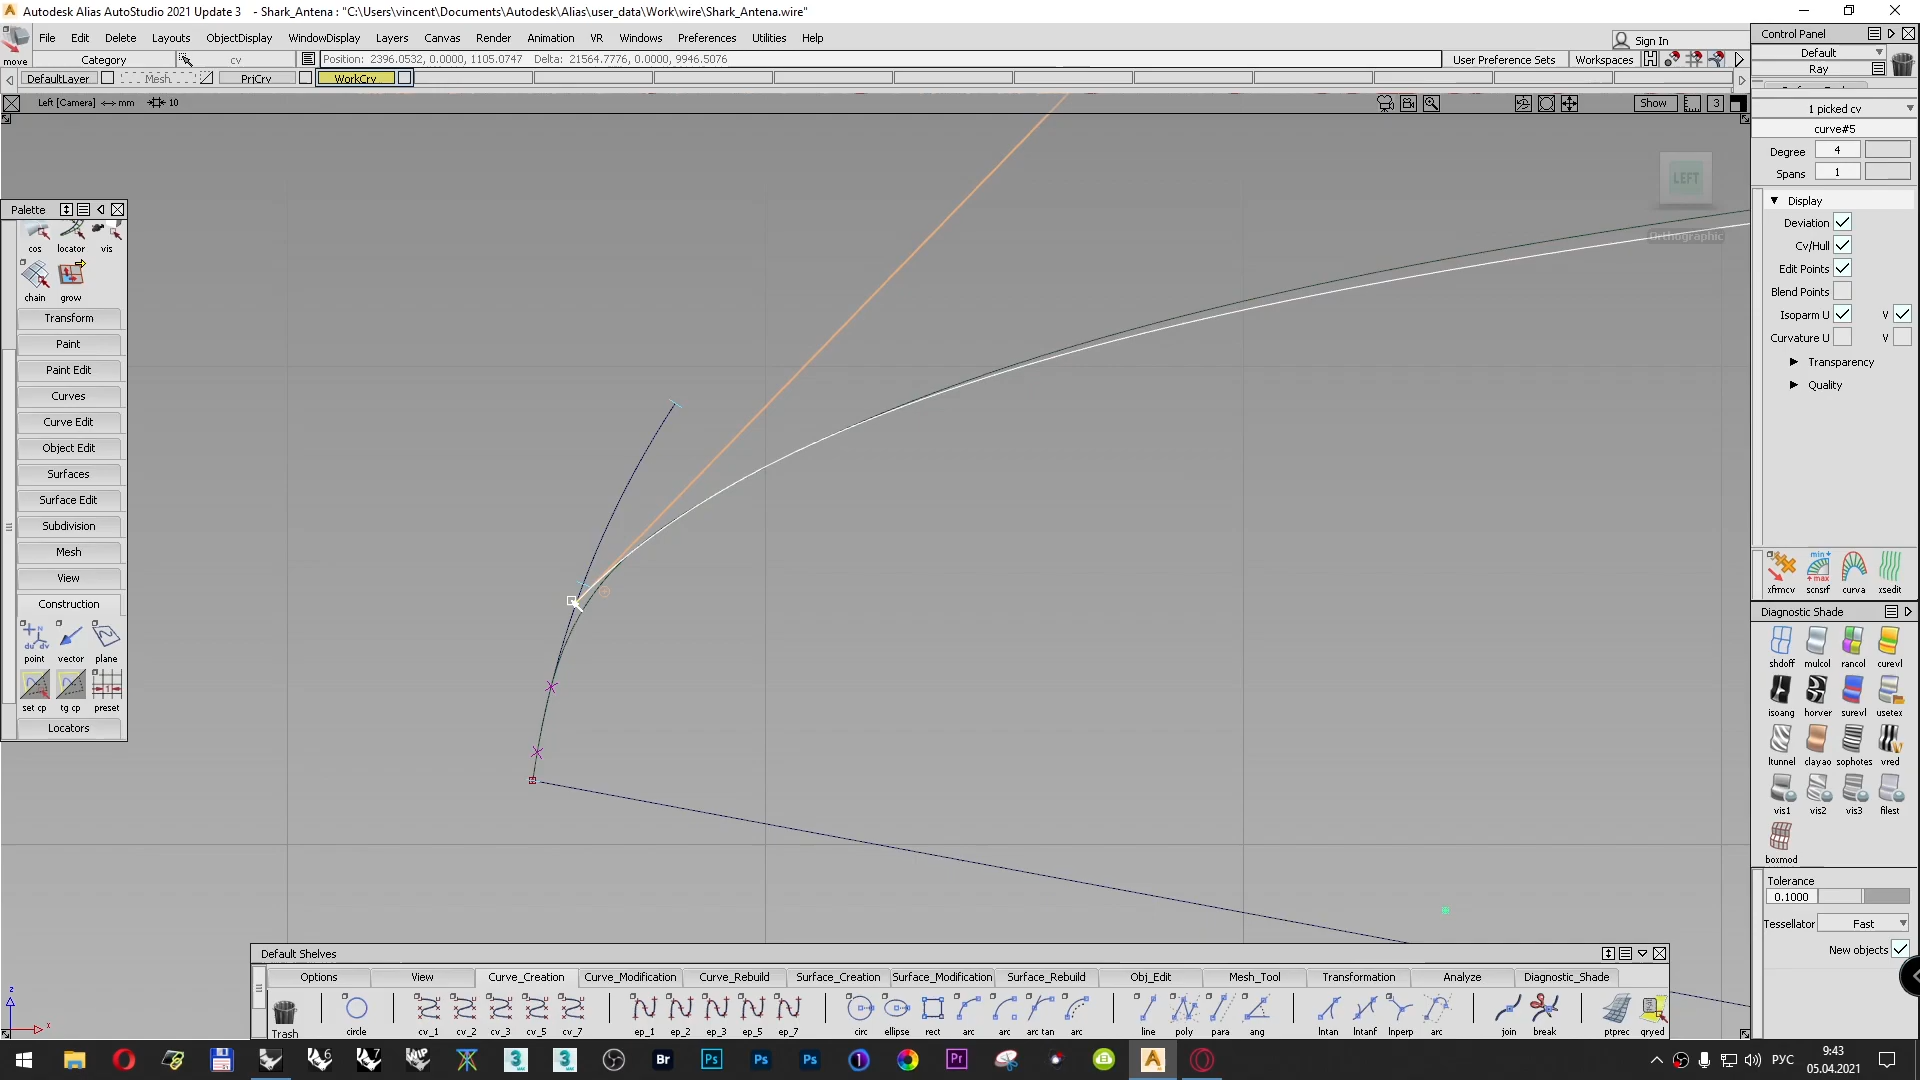 Autodesk Alias AutoStudio 2021 Update 3 - Shark_Antena : "C:\Users\vincent\Documents\Autodesk\Alias\user_data\Work\wire\Shark_Antena.wire"
File Edit Delete Layouts ObjectDisplay WindowDisplay Layers Canvas Render Animation VR Windows Preferences Utilities Help
Sign In
move
Category
cv
Position: 2396.0532, 0.0000, 1105.0747 Delta: 21564.7776, 0.0000, 9946.5076
User Preference Sets
Workspaces
DefaultLayer
Mesh
PrjCrv
WorkCrv
Left [Camera]
mm
10
Show
3
LEFT
Orthographic
Palette
cos locator vis
chain grow
Transform
Paint
Paint Edit
Curves
Curve Edit
Object Edit
Surfaces
Surface Edit
Subdivision
Mesh
View
Construction
point vector plane
set cp tg cp preset
Locators
Control Panel
Default
Ray
1 picked cv
curve#5
Degree 4
Spans 1
Display
Deviation
Cv/Hull
Edit Points
Blend Points
Isoparm U V
Curvature U V
Transparency
Quality
xfrmcv scnsrf curva xsedit
Diagnostic Shade
shdoff mulcol rancol curevl
isoang horver surevl usetex
ltunnel clayao sophotes vred
vis1 vis2 vis3 filest
boxmod
Tolerance
0.1000
Tessellator Fast
New objects
Default Shelves
Options View Curve_Creation Curve_Modification Curve_Rebuild Surface_Creation Surface_Modification Surface_Rebuild Obj_Edit Mesh_Tool Transformation Analyze Diagnostic_Shade
Trash circle cv_1 cv_2 cv_3 cv_5 cv_7 ep_1 ep_2 ep_3 ep_5 ep_7 circ ellipse rect arc arc arc tan arc line poly para ang lntan lntanf lnperp arc join break ptprec qryed
z
x
РУС
9:43
05.04.2021